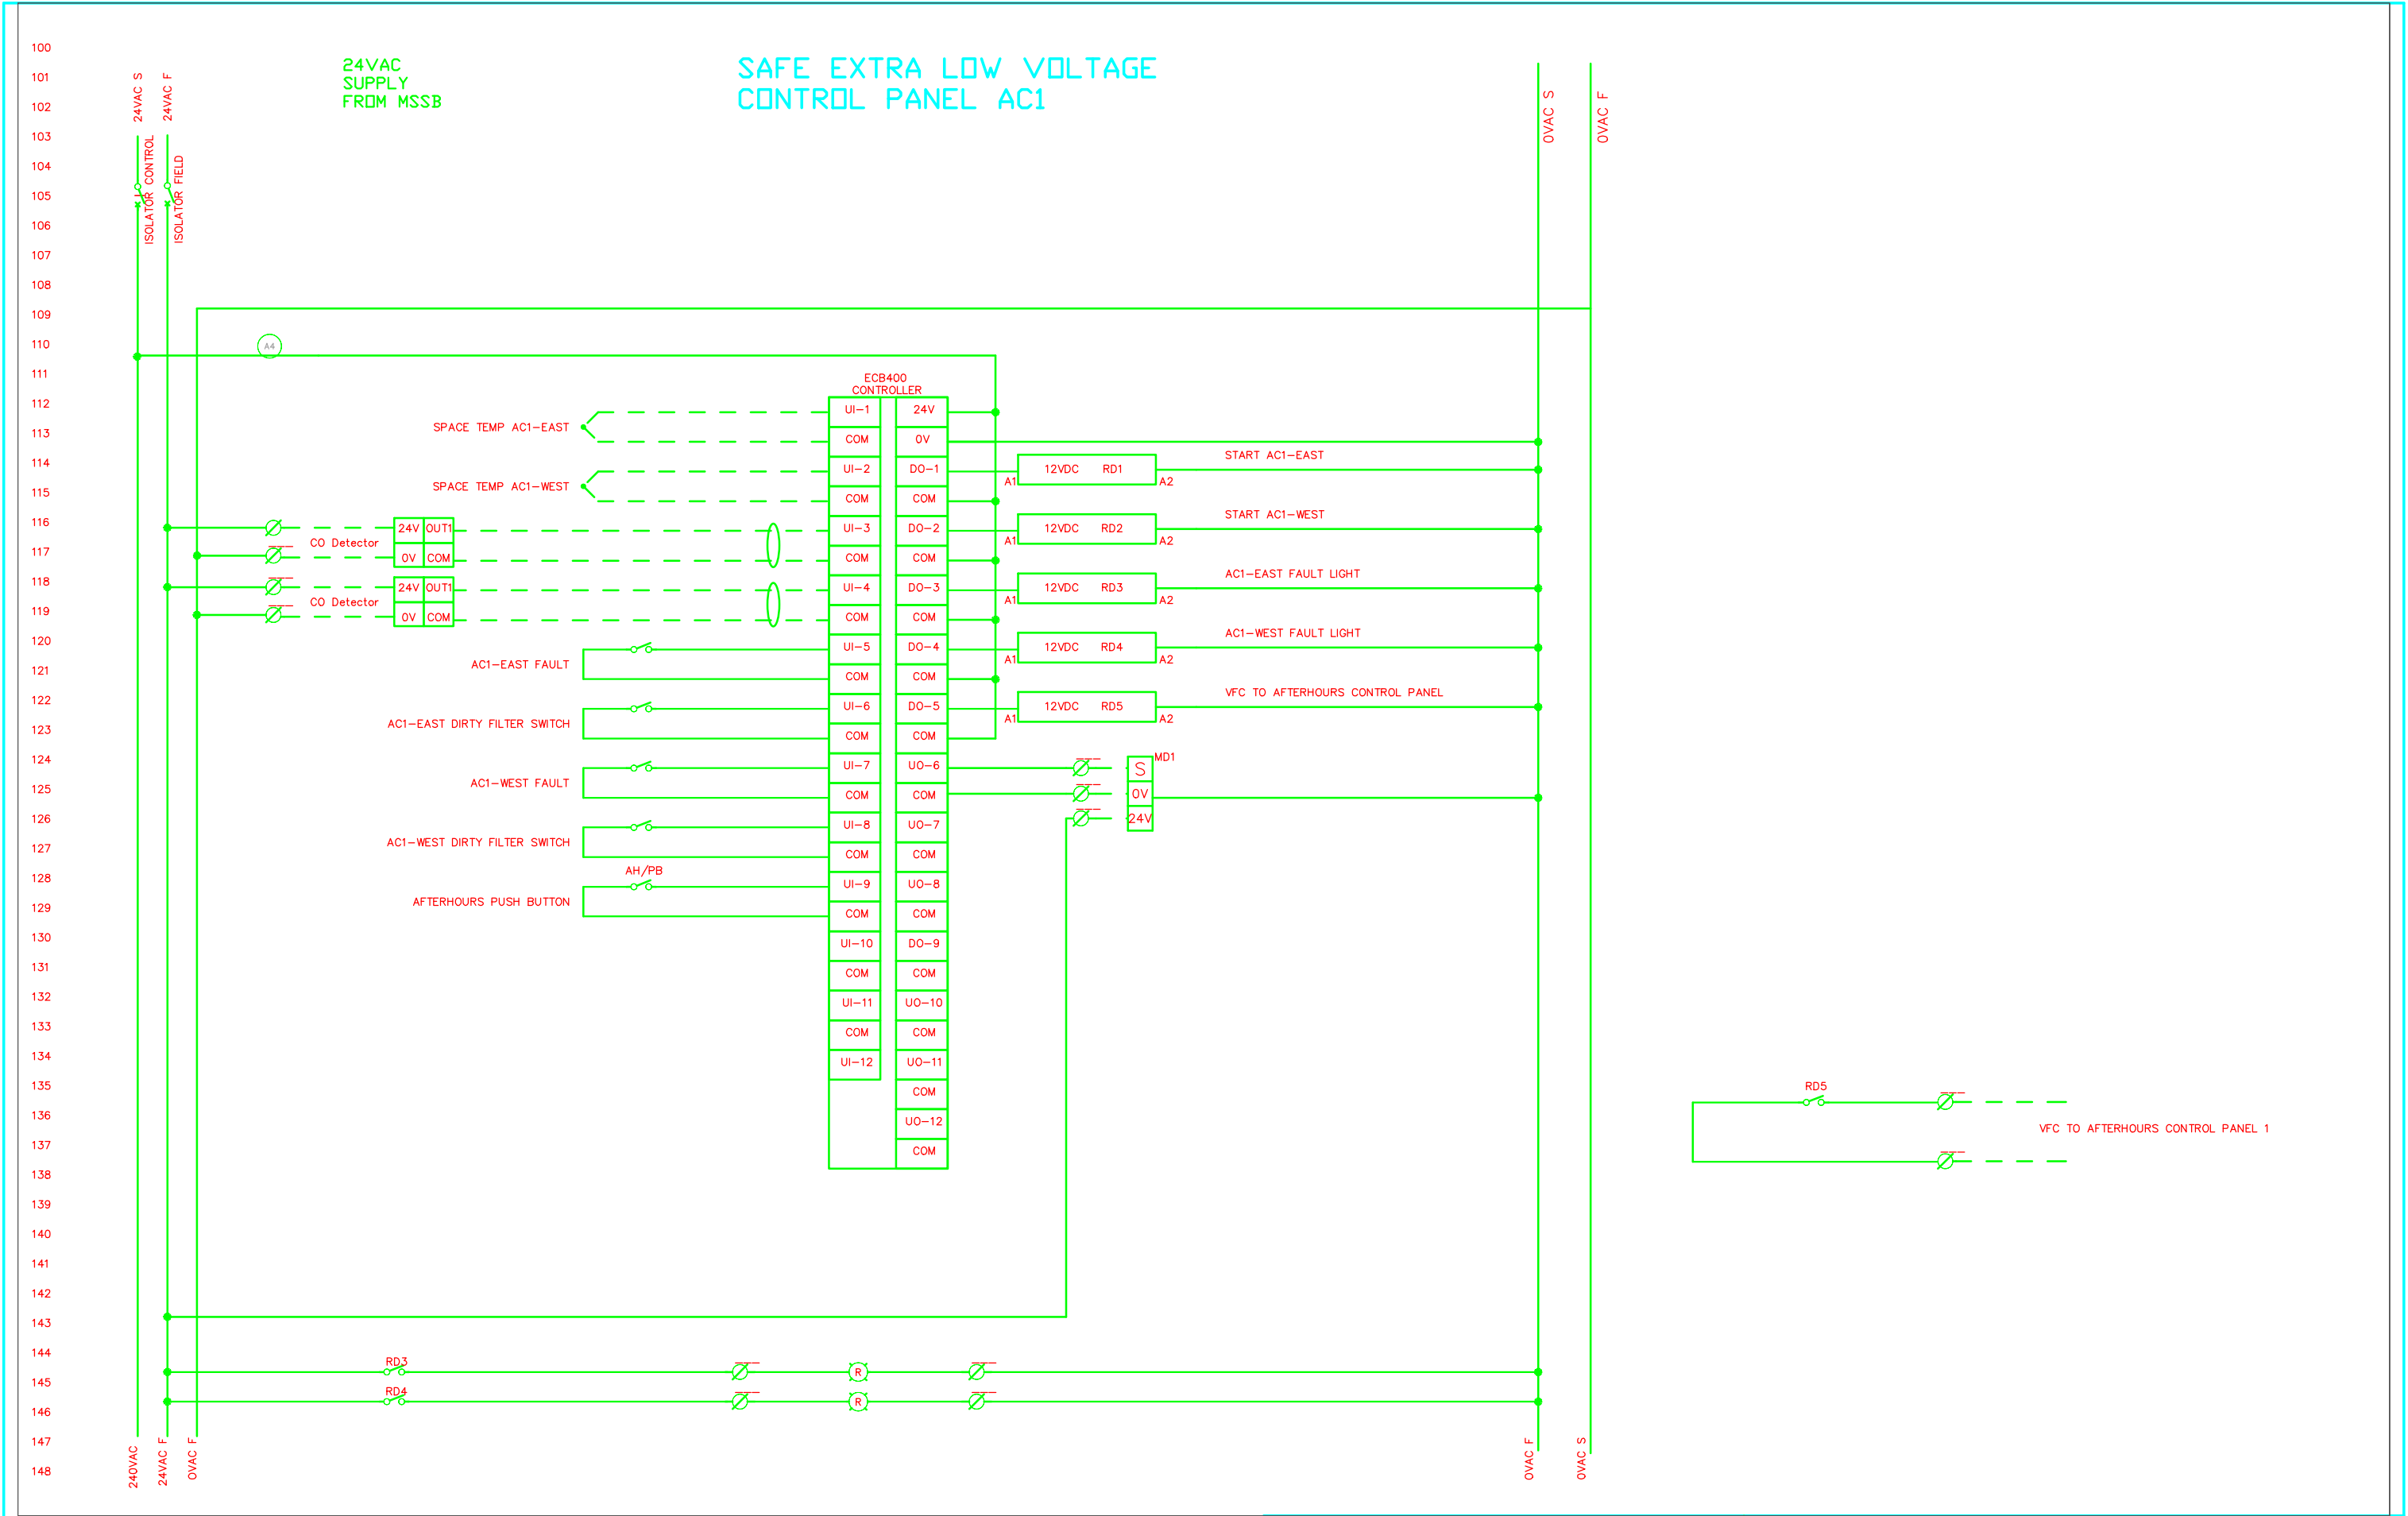 100
101
102
103
104
105
106
107
108
109
110
111
112
113
114
115
116
117
118
119
120
121
122
123
124
125
126
127
128
129
130
131
132
133
134
135
136
137
138
139
140
141
142
143
144
145
146
147
148
24VAC S
24VAC F
ISOLATOR CONTROL
ISOLATOR FIELD
24VAC
SUPPLY
FROM MSSB
SAFE EXTRA LOW VOLTAGE
CONTROL PANEL AC1
0VAC S
0VAC F
A4
ECB400
CONTROLLER
UI-1
COM
UI-2
COM
UI-3
COM
UI-4
COM
UI-5
COM
UI-6
COM
UI-7
COM
UI-8
COM
UI-9
COM
UI-10
COM
UI-11
COM
UI-12
24V
0V
DO-1
COM
DO-2
COM
DO-3
COM
DO-4
COM
DO-5
COM
UO-6
COM
UO-7
COM
UO-8
COM
DO-9
COM
UO-10
COM
UO-11
COM
UO-12
COM
SPACE TEMP AC1-EAST
SPACE TEMP AC1-WEST
CO Detector
24V OUT1
0V COM
CO Detector
24V OUT1
0V COM
AC1-EAST FAULT
AC1-EAST DIRTY FILTER SWITCH
AC1-WEST FAULT
AC1-WEST DIRTY FILTER SWITCH
AH/PB
AFTERHOURS PUSH BUTTON
START AC1-EAST
A1 12VDC RD1 A2
START AC1-WEST
A1 12VDC RD2 A2
AC1-EAST FAULT LIGHT
A1 12VDC RD3 A2
AC1-WEST FAULT LIGHT
A1 12VDC RD4 A2
VFC TO AFTERHOURS CONTROL PANEL
A1 12VDC RD5 A2
MD1
S
0V
24V
RD5
VFC TO AFTERHOURS CONTROL PANEL 1
RD3
R
RD4
R
240VAC
24VAC F
0VAC F
0VAC F
0VAC S